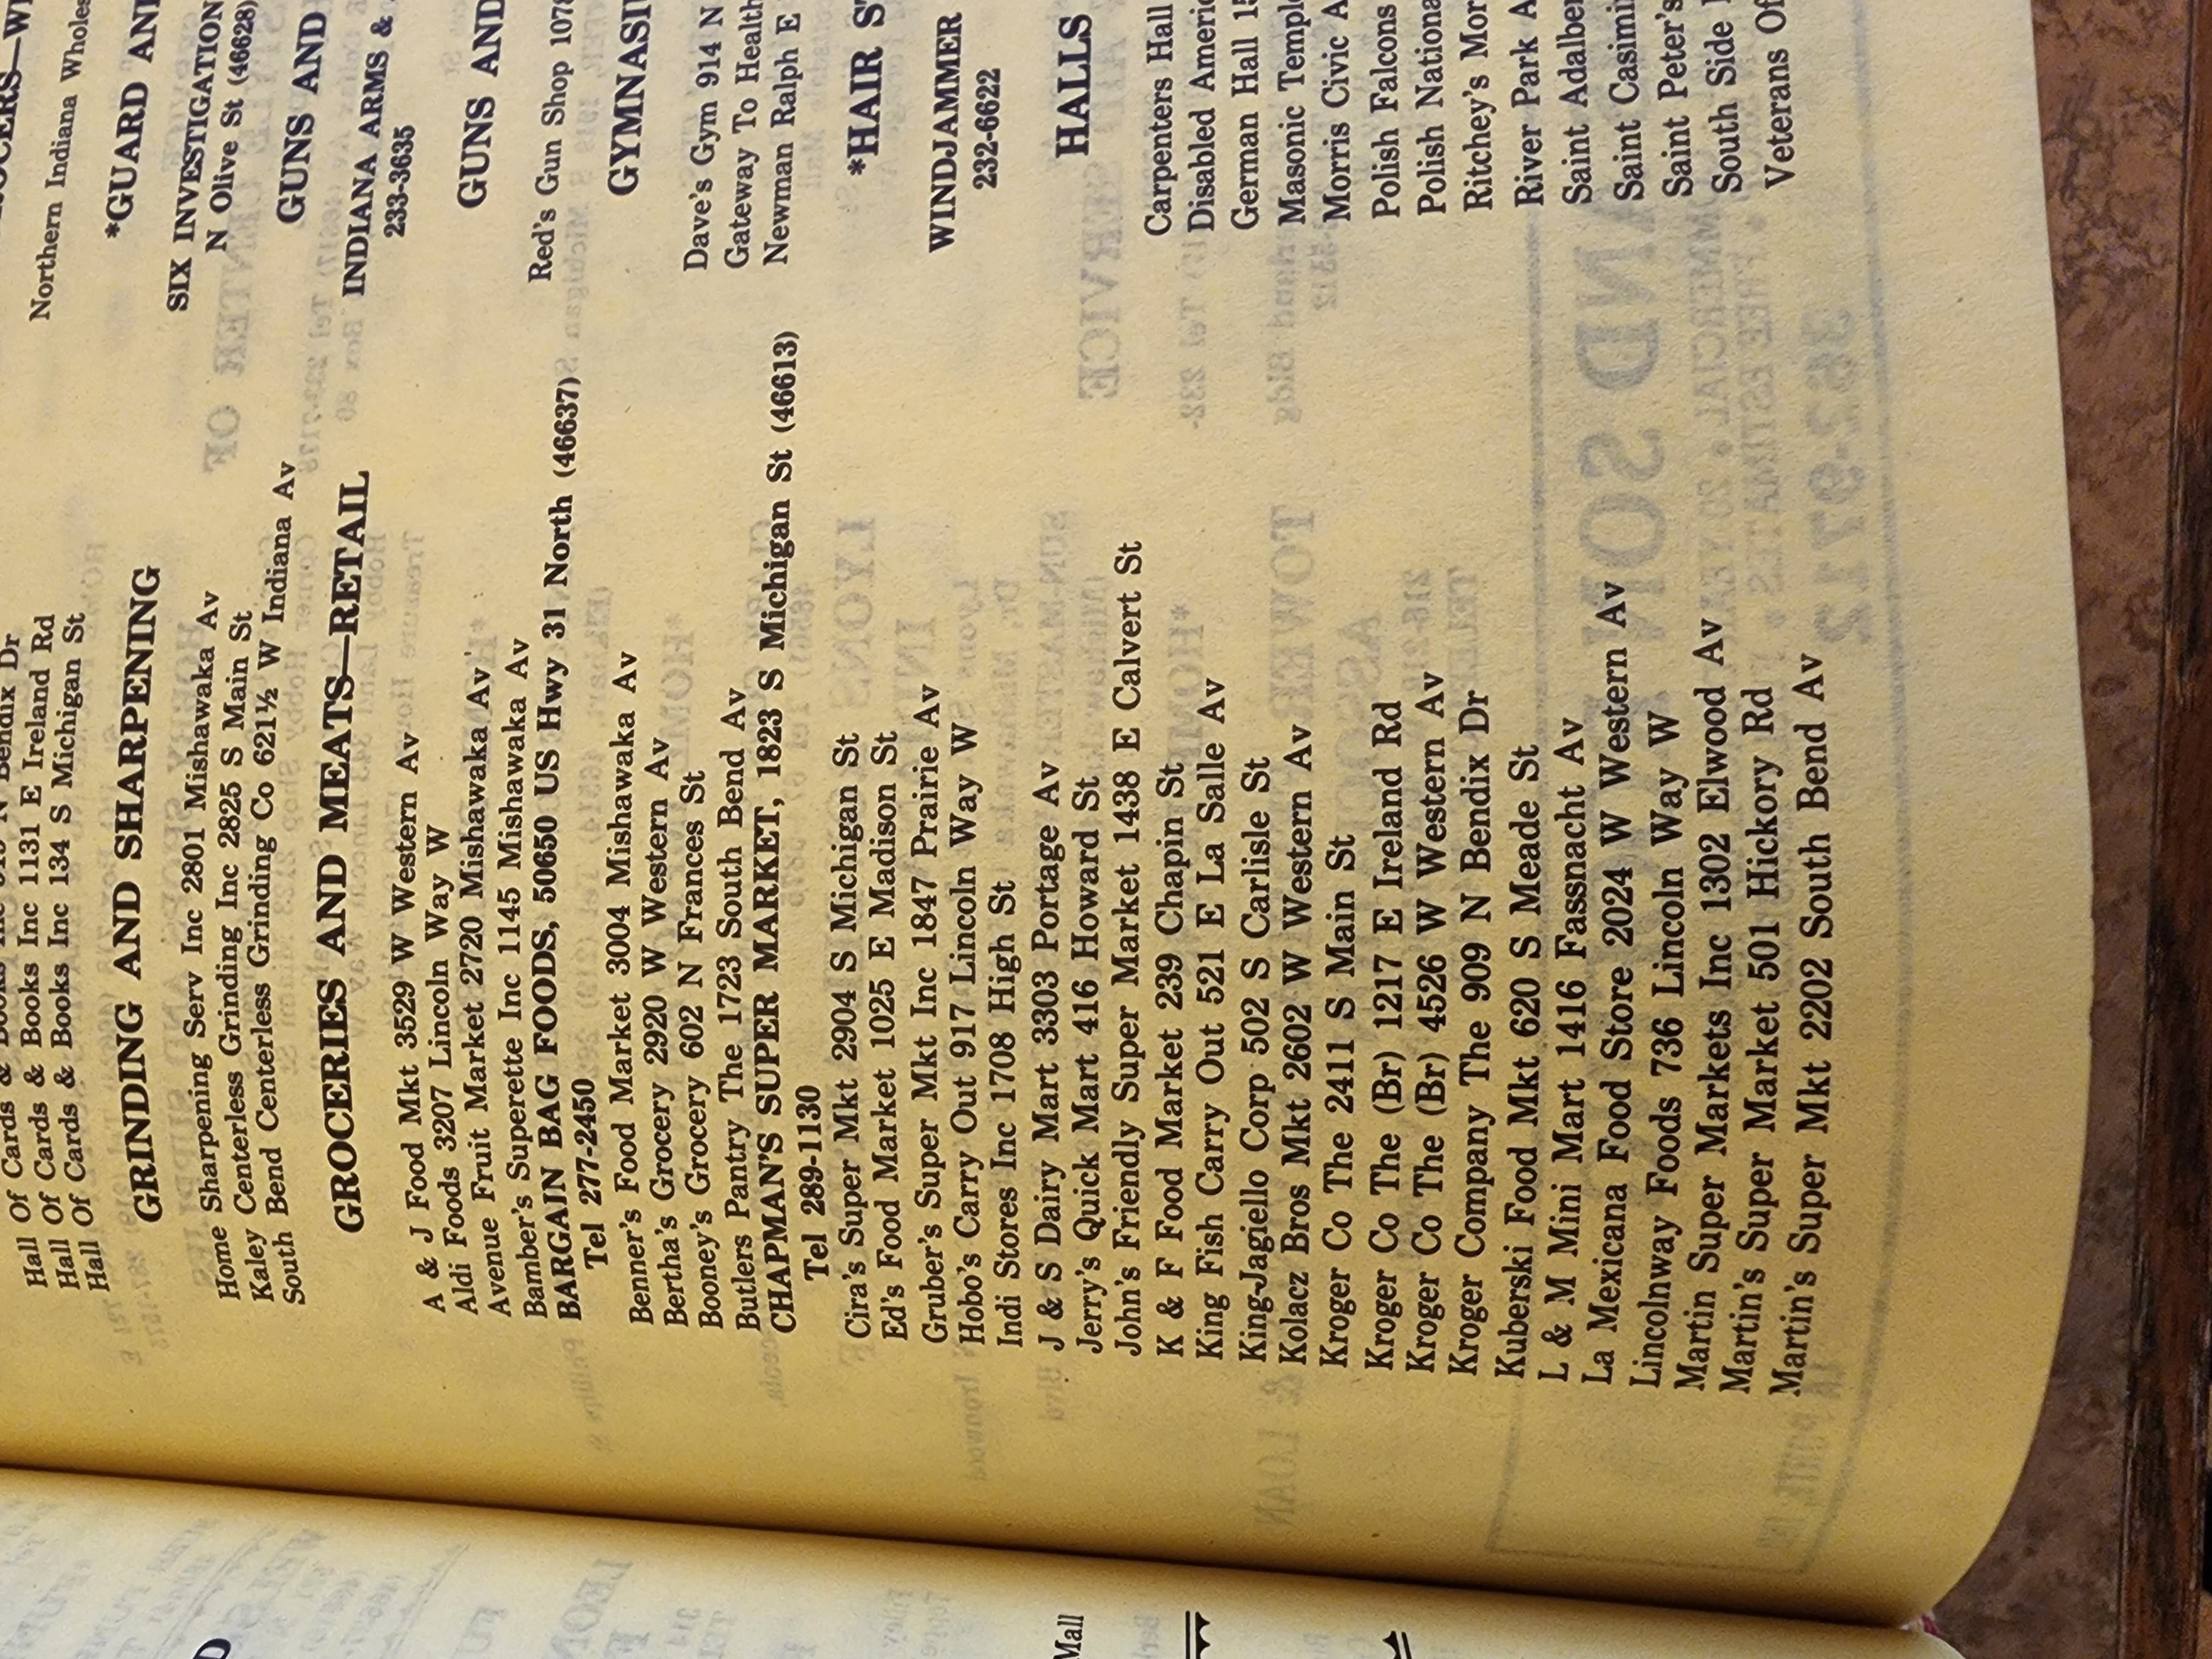 Hall Of Cards & Books Inc 1131 E Ireland Rd
Hall Of Cards & Books Inc 134 S Michigan St
GRINDING AND SHARPENING
Home Sharpening Serv Inc 2801 Mishawaka Av
Kaley Centerless Grinding Inc 2825 S Main St
South Bend Centerless Grinding Co 621½ W Indiana Av
GROCERIES AND MEATS—RETAIL
A & J Food Mkt 3529 W Western Av
Aldi Foods 3207 Lincoln Way W
Avenue Fruit Market 2720 Mishawaka Av
Bamber's Superette Inc 1145 Mishawaka Av
BARGAIN BAG FOODS, 50650 US Hwy 31 North (46637)
Tel 277-2450
Benner's Food Market 3004 Mishawaka Av
Bertha's Grocery 2920 W Western Av
Booney's Grocery 602 N Frances St
Butlers Pantry The 1723 South Bend Av
CHAPMAN'S SUPER MARKET, 1823 S Michigan St (46613)
Tel 289-1130
Cira's Super Mkt 2904 S Michigan St
Ed's Food Market 1025 E Madison St
Gruber's Super Mkt Inc 1847 Prairie Av
Hobo's Carry Out 917 Lincoln Way W
Indi Stores Inc 1708 High St
J & S Dairy Mart 3303 Portage Av
Jerry's Quick Mart 416 Howard St
John's Friendly Super Market 1438 E Calvert St
K & F Food Market 239 Chapin St
King Fish Carry Out 521 E La Salle Av
King-Jagiello Corp 502 S Carlisle St
Kolacz Bros Mkt 2602 W Western Av
Kroger Co The 2411 S Main St
Kroger Co The (Br) 1217 E Ireland Rd
Kroger Co The (Br) 4526 W Western Av
Kroger Company The 909 N Bendix Dr
Kuberski Food Mkt 620 S Meade St
L & M Mini Mart 1416 Fassnacht Av
La Mexicana Food Store 2024 W Western Av
Lincolnway Foods 736 Lincoln Way W
Martin Super Markets Inc 1302 Elwood Av
Martin's Super Market 501 Hickory Rd
Martin's Super Mkt 2202 South Bend Av
Northern Indiana Wholes
*GUARD AND
SIX INVESTIGATION
N Olive St (46628)
GUNS AND
INDIANA ARMS &
233-3635
GUNS AND
Red's Gun Shop 1078
GYMNASIU
Dave's Gym 914 N
Gateway To Health
Newman Ralph E
*HAIR ST
WINDJAMMER
232-6622
HALLS
Carpenters Hall
Disabled Americ
German Hall 15
Masonic Temple
Morris Civic A
Polish Falcons
Polish Nationa
Ritchey's Mor
River Park A
Saint Adalber
Saint Casimi
Saint Peter's
South Side
Veterans Of
Mall